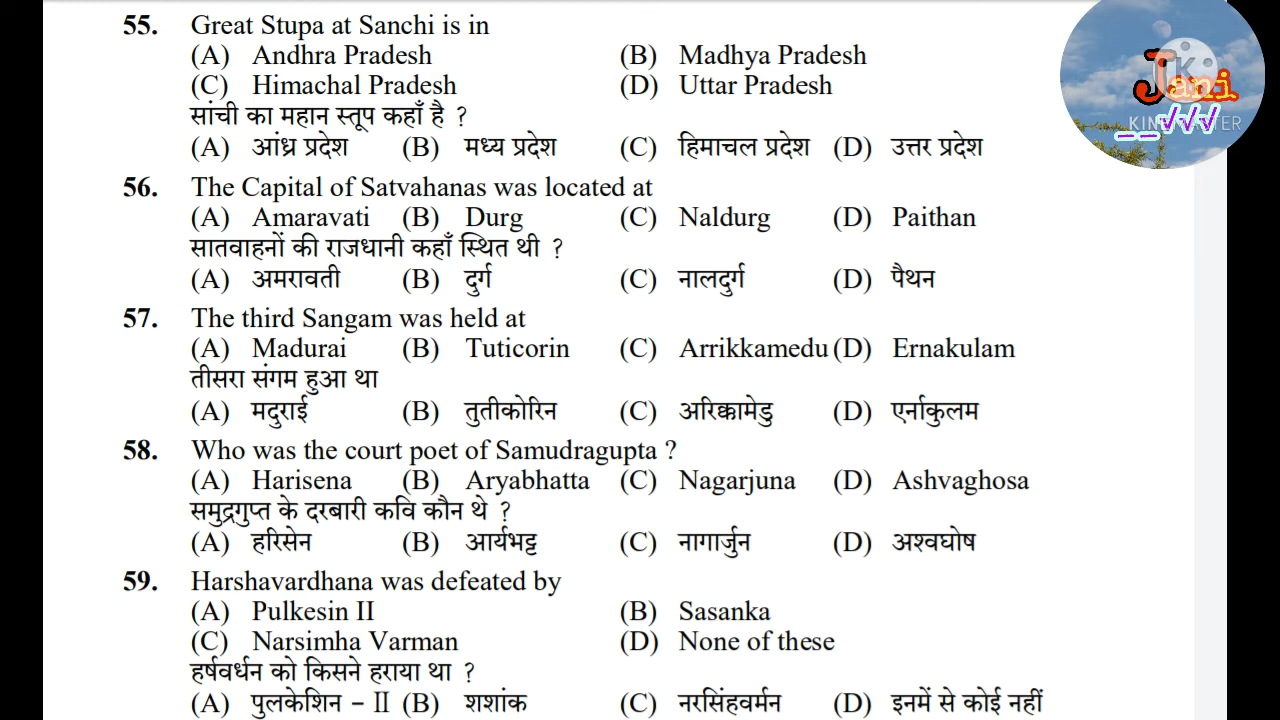 55. Great Stupa at Sanchi is in
(A) Andhra Pradesh (B) Madhya Pradesh
(C) Himachal Pradesh (D) Uttar Pradesh
सांची का महान स्तूप कहाँ है ?
(A) आंध्र प्रदेश (B) मध्य प्रदेश (C) हिमाचल प्रदेश (D) उत्तर प्रदेश
56. The Capital of Satvahanas was located at
(A) Amaravati (B) Durg (C) Naldurg (D) Paithan
सातवाहनों की राजधानी कहाँ स्थित थी ?
(A) अमरावती (B) दुर्ग (C) नालदुर्ग (D) पैथन
57. The third Sangam was held at
(A) Madurai (B) Tuticorin (C) Arrikkamedu (D) Ernakulam
तीसरा संगम हुआ था
(A) मदुराई (B) तुतीकोरिन (C) अरिक्कामेडु (D) एर्नाकुलम
58. Who was the court poet of Samudragupta ?
(A) Harisena (B) Aryabhatta (C) Nagarjuna (D) Ashvaghosa
समुद्रगुप्त के दरबारी कवि कौन थे ?
(A) हरिसेन (B) आर्यभट्ट (C) नागार्जुन (D) अश्वघोष
59. Harshavardhana was defeated by
(A) Pulkesin II (B) Sasanka
(C) Narsimha Varman (D) None of these
हर्षवर्धन को किसने हराया था ?
(A) पुलकेशिन – II (B) शशांक (C) नरसिंहवर्मन (D) इनमें से कोई नहीं
Jani